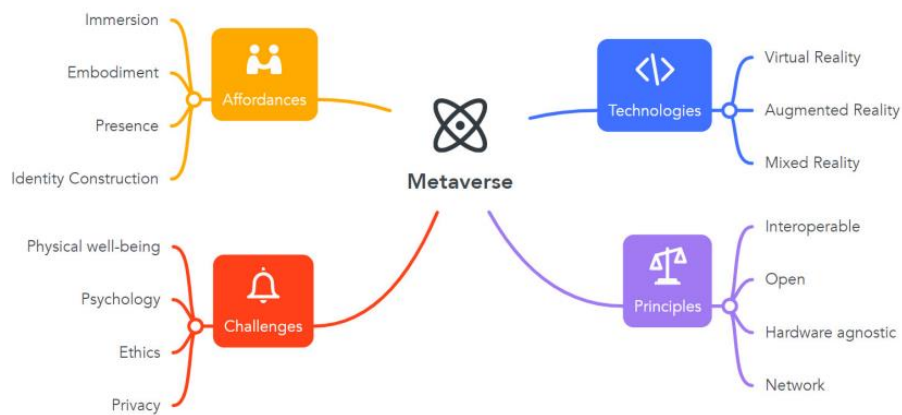 Immersion
Embodiment
Presence
Identity Construction
Affordances
Technologies
Virtual Reality
Augmented Reality
Mixed Reality
Metaverse
Physical well-being
Psychology
Ethics
Privacy
Challenges
Principles
Interoperable
Open
Hardware agnostic
Network